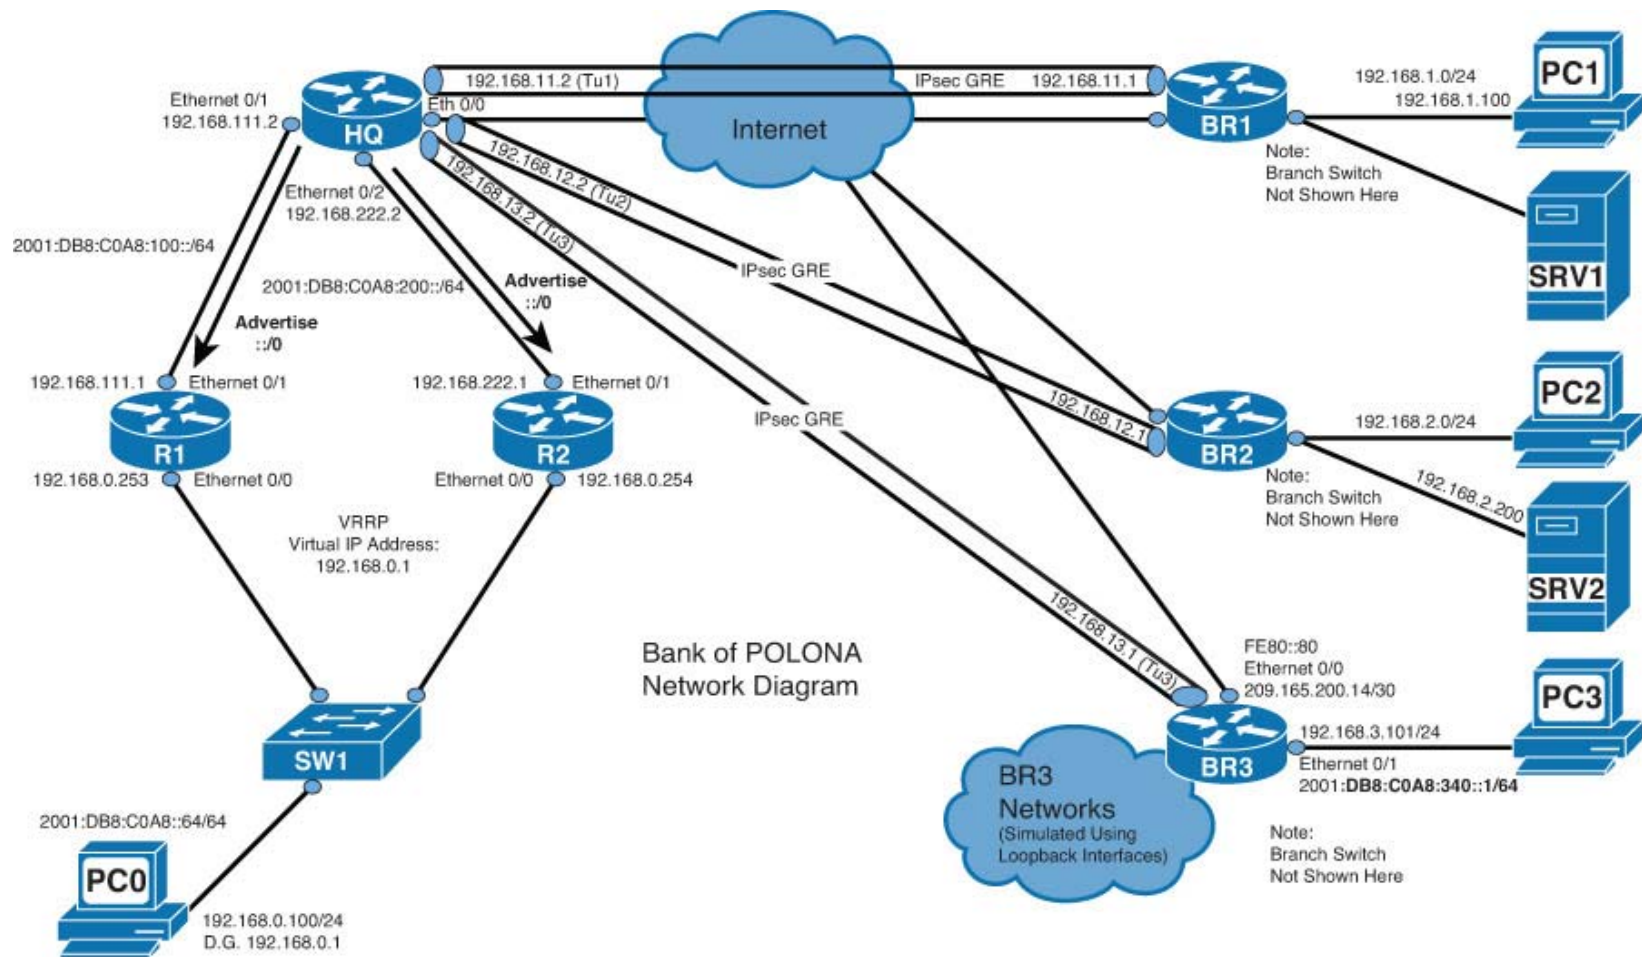 192.168.11.2 (Tu1)
IPsec GRE
192.168.11.1
192.168.1.0/24
192.168.1.100
PC1
Ethernet 0/1
192.168.111.2
Eth 0/0
HQ
Internet
BR1
Note:
Branch Switch
Not Shown Here
192.168.12.2 (Tu2)
192.168.13.2 (Tu3)
Ethernet 0/2
192.168.222.2
2001:DB8:C0A8:100::/64
2001:DB8:C0A8:200::/64
Advertise
::/0
Advertise
::/0
IPsec GRE
SRV1
192.168.111.1
Ethernet 0/1
192.168.222.1
Ethernet 0/1
IPsec GRE
192.168.12.1
192.168.2.0/24
PC2
R1
R2
BR2
192.168.0.253
Ethernet 0/0
Ethernet 0/0
192.168.0.254
Note:
Branch Switch
Not Shown Here
192.168.2.200
SRV2
VRRP
Virtual IP Address:
192.168.0.1
Bank of POLONA
Network Diagram
192.168.13.1 (Tu3)
FE80::80
Ethernet 0/0
209.165.200.14/30
PC3
192.168.3.101/24
BR3
Ethernet 0/1
2001:DB8:C0A8:340::1/64
SW1
BR3
Networks
(Simulated Using
Loopback Interfaces)
Note:
Branch Switch
Not Shown Here
2001:DB8:C0A8::64/64
PC0
192.168.0.100/24
D.G. 192.168.0.1